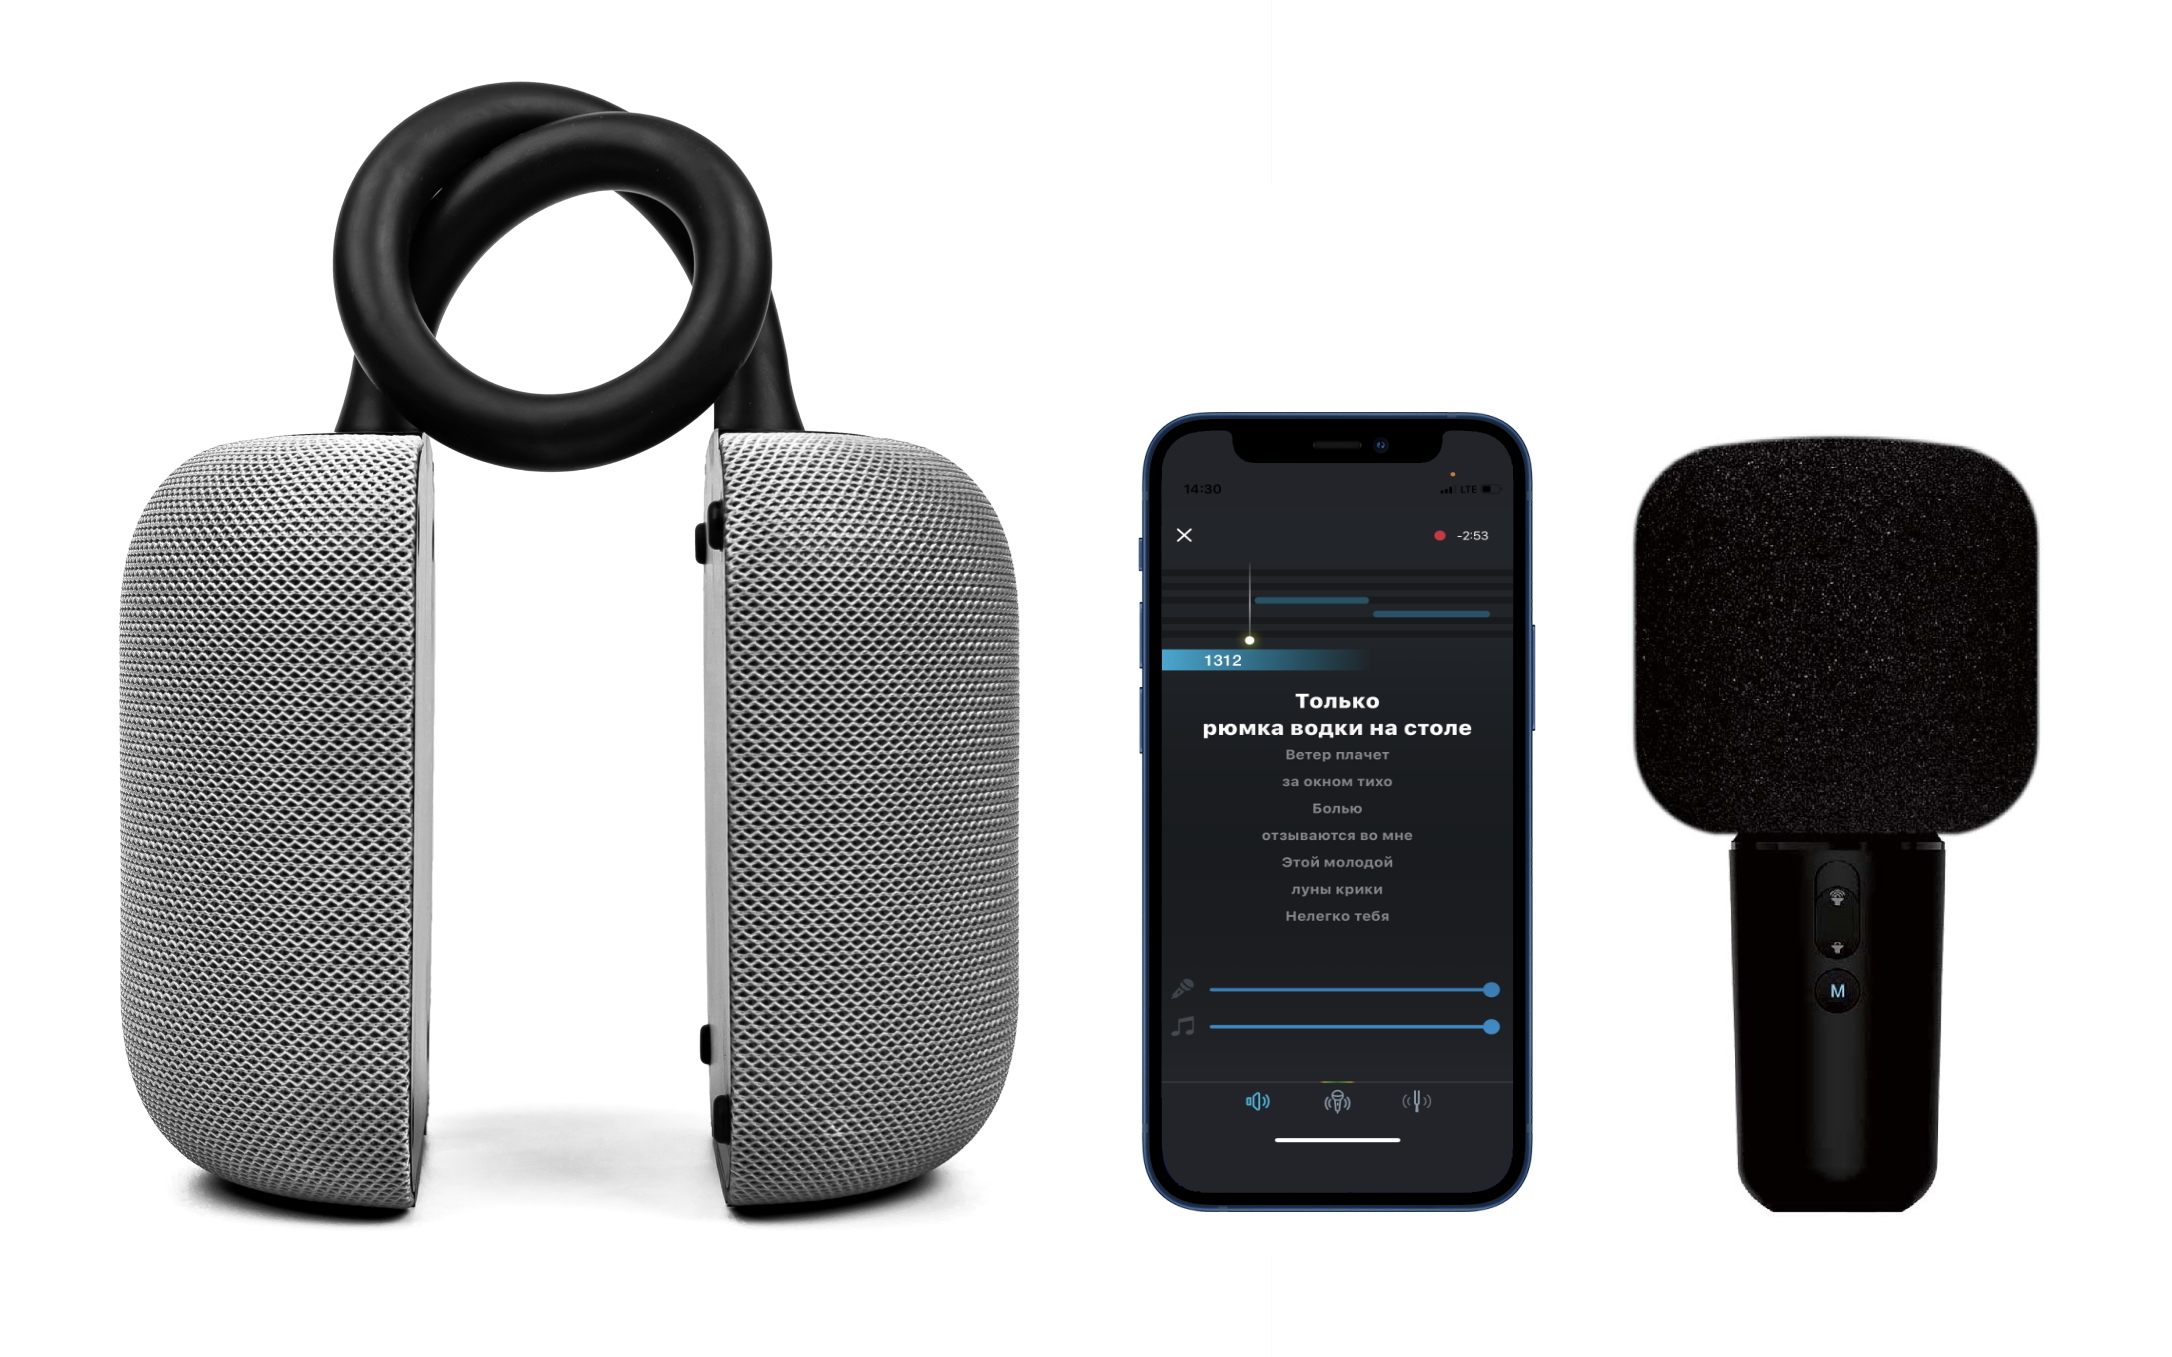 14:30
LTE
-2:53
1312
Только
рюмка водки на столе
Ветер плачет
за окном тихо
Болью
отзываются во мне
Этой молодой
луны крики
Нелегко тебя
M